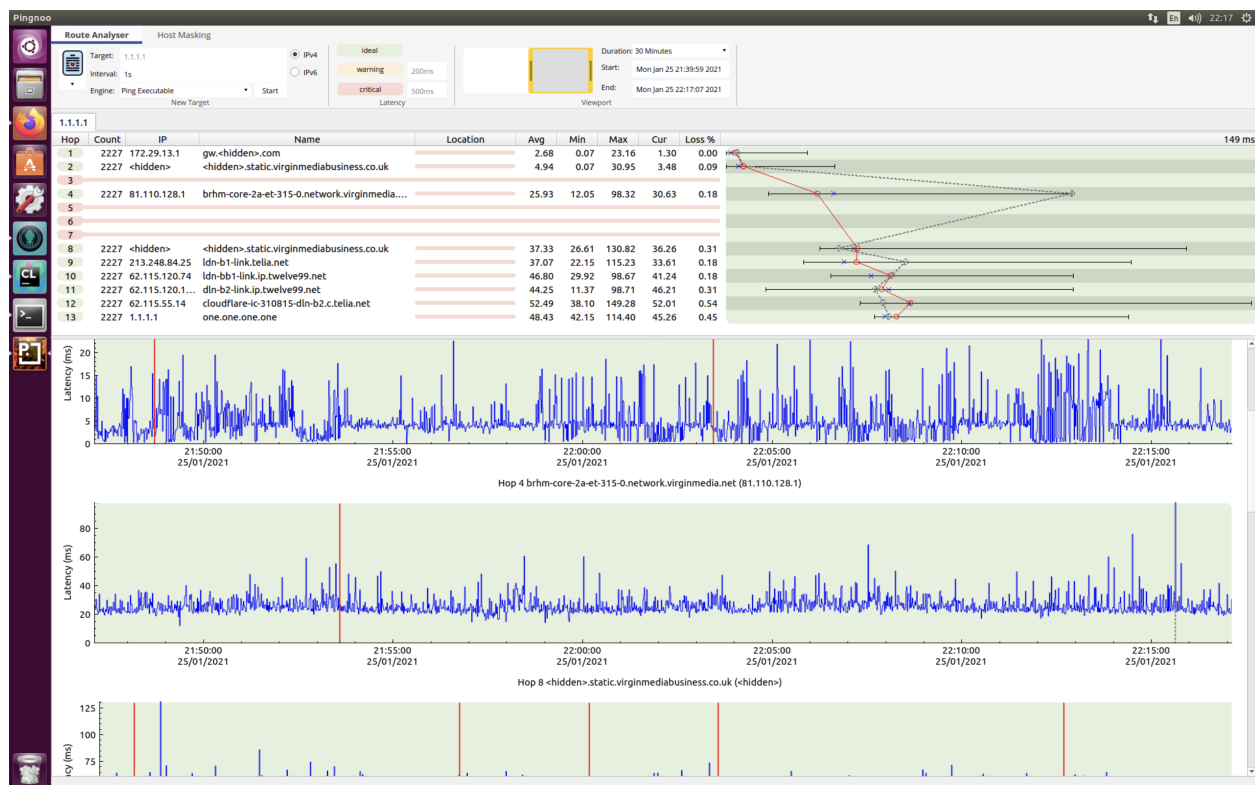 Pingnoo
En
22:17
Route Analyser Host Masking
Target: 1.1.1.1
IPv4
Interval: 1s
IPv6
Engine: Ping Executable Start
New Target
ideal
warning 200ms
critical 500ms
Latency
Duration: 30 Minutes
Start: Mon Jan 25 21:39:59 2021
End: Mon Jan 25 22:17:07 2021
Viewport
1.1.1.1
Hop Count IP Name Location Avg Min Max Cur Loss % 149 ms
1 2227 172.29.13.1 gw.<hidden>.com 2.68 0.07 23.16 1.30 0.00
2 2227 <hidden> <hidden>.static.virginmediabusiness.co.uk 4.94 0.07 30.95 3.48 0.09
3
4 2227 81.110.128.1 brhm-core-2a-et-315-0.network.virginmedia.... 25.93 12.05 98.32 30.63 0.18
5
6
7
8 2227 <hidden> <hidden>.static.virginmediabusiness.co.uk 37.33 26.61 130.82 36.26 0.31
9 2227 213.248.84.25 ldn-b1-link.telia.net 37.07 22.15 115.23 33.61 0.18
10 2227 62.115.120.74 ldn-bb1-link.ip.twelve99.net 46.80 29.92 98.67 41.24 0.18
11 2227 62.115.120.1... dln-b2-link.ip.twelve99.net 44.25 11.37 98.71 46.21 0.31
12 2227 62.115.55.14 cloudflare-ic-310815-dln-b2.c.telia.net 52.49 38.10 149.28 52.01 0.54
13 2227 1.1.1.1 one.one.one.one 48.43 42.15 114.40 45.26 0.45
Latency (ms)
20
15
10
5
0
21:50:00 21:55:00 22:00:00 22:05:00 22:10:00 22:15:00
25/01/2021 25/01/2021 25/01/2021 25/01/2021 25/01/2021 25/01/2021
Hop 4 brhm-core-2a-et-315-0.network.virginmedia.net (81.110.128.1)
Latency (ms)
80
60
40
20
0
21:50:00 21:55:00 22:00:00 22:05:00 22:10:00 22:15:00
25/01/2021 25/01/2021 25/01/2021 25/01/2021 25/01/2021 25/01/2021
Hop 8 <hidden>.static.virginmediabusiness.co.uk (<hidden>)
125
100
75
cy (ms)
CL
>_
P: